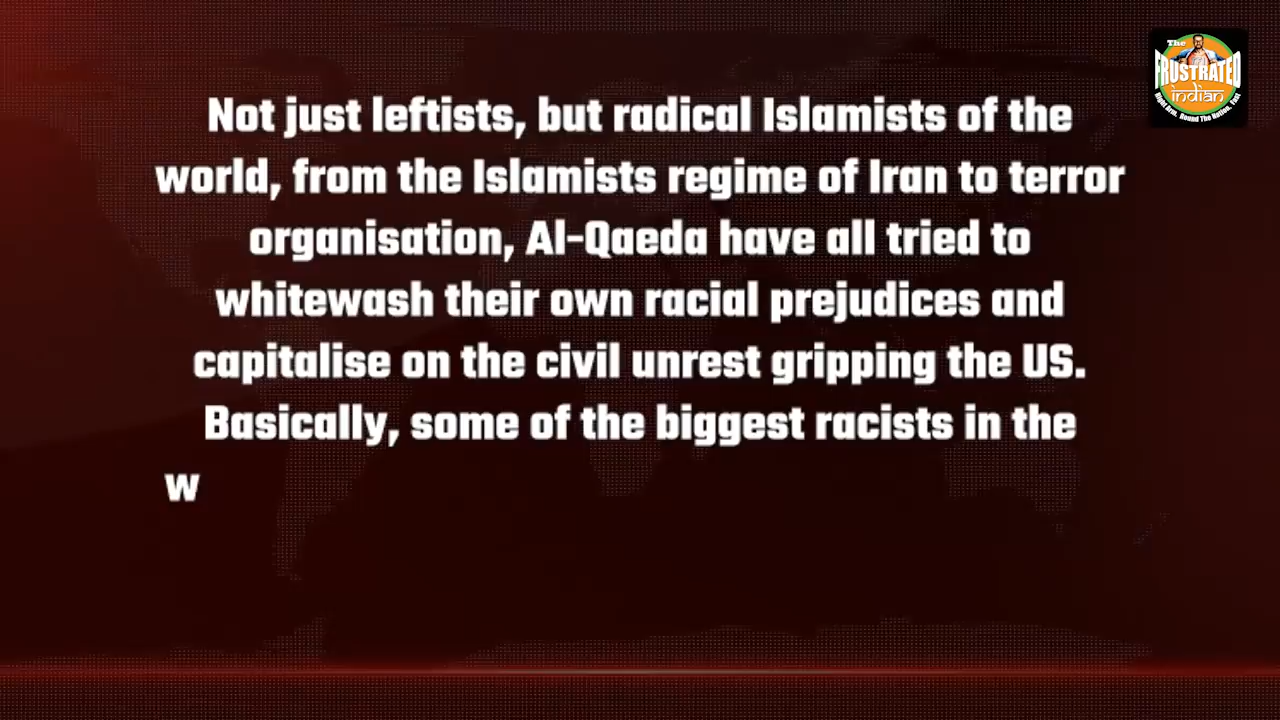 The
FRUSTRATED
indian
Not just leftists, but radical Islamists of the
world, from the Islamists regime of Iran to terror
organisation, Al-Qaeda have all tried to
whitewash their own racial prejudices and
capitalise on the civil unrest gripping the US.
Basically, some of the biggest racists in the
w